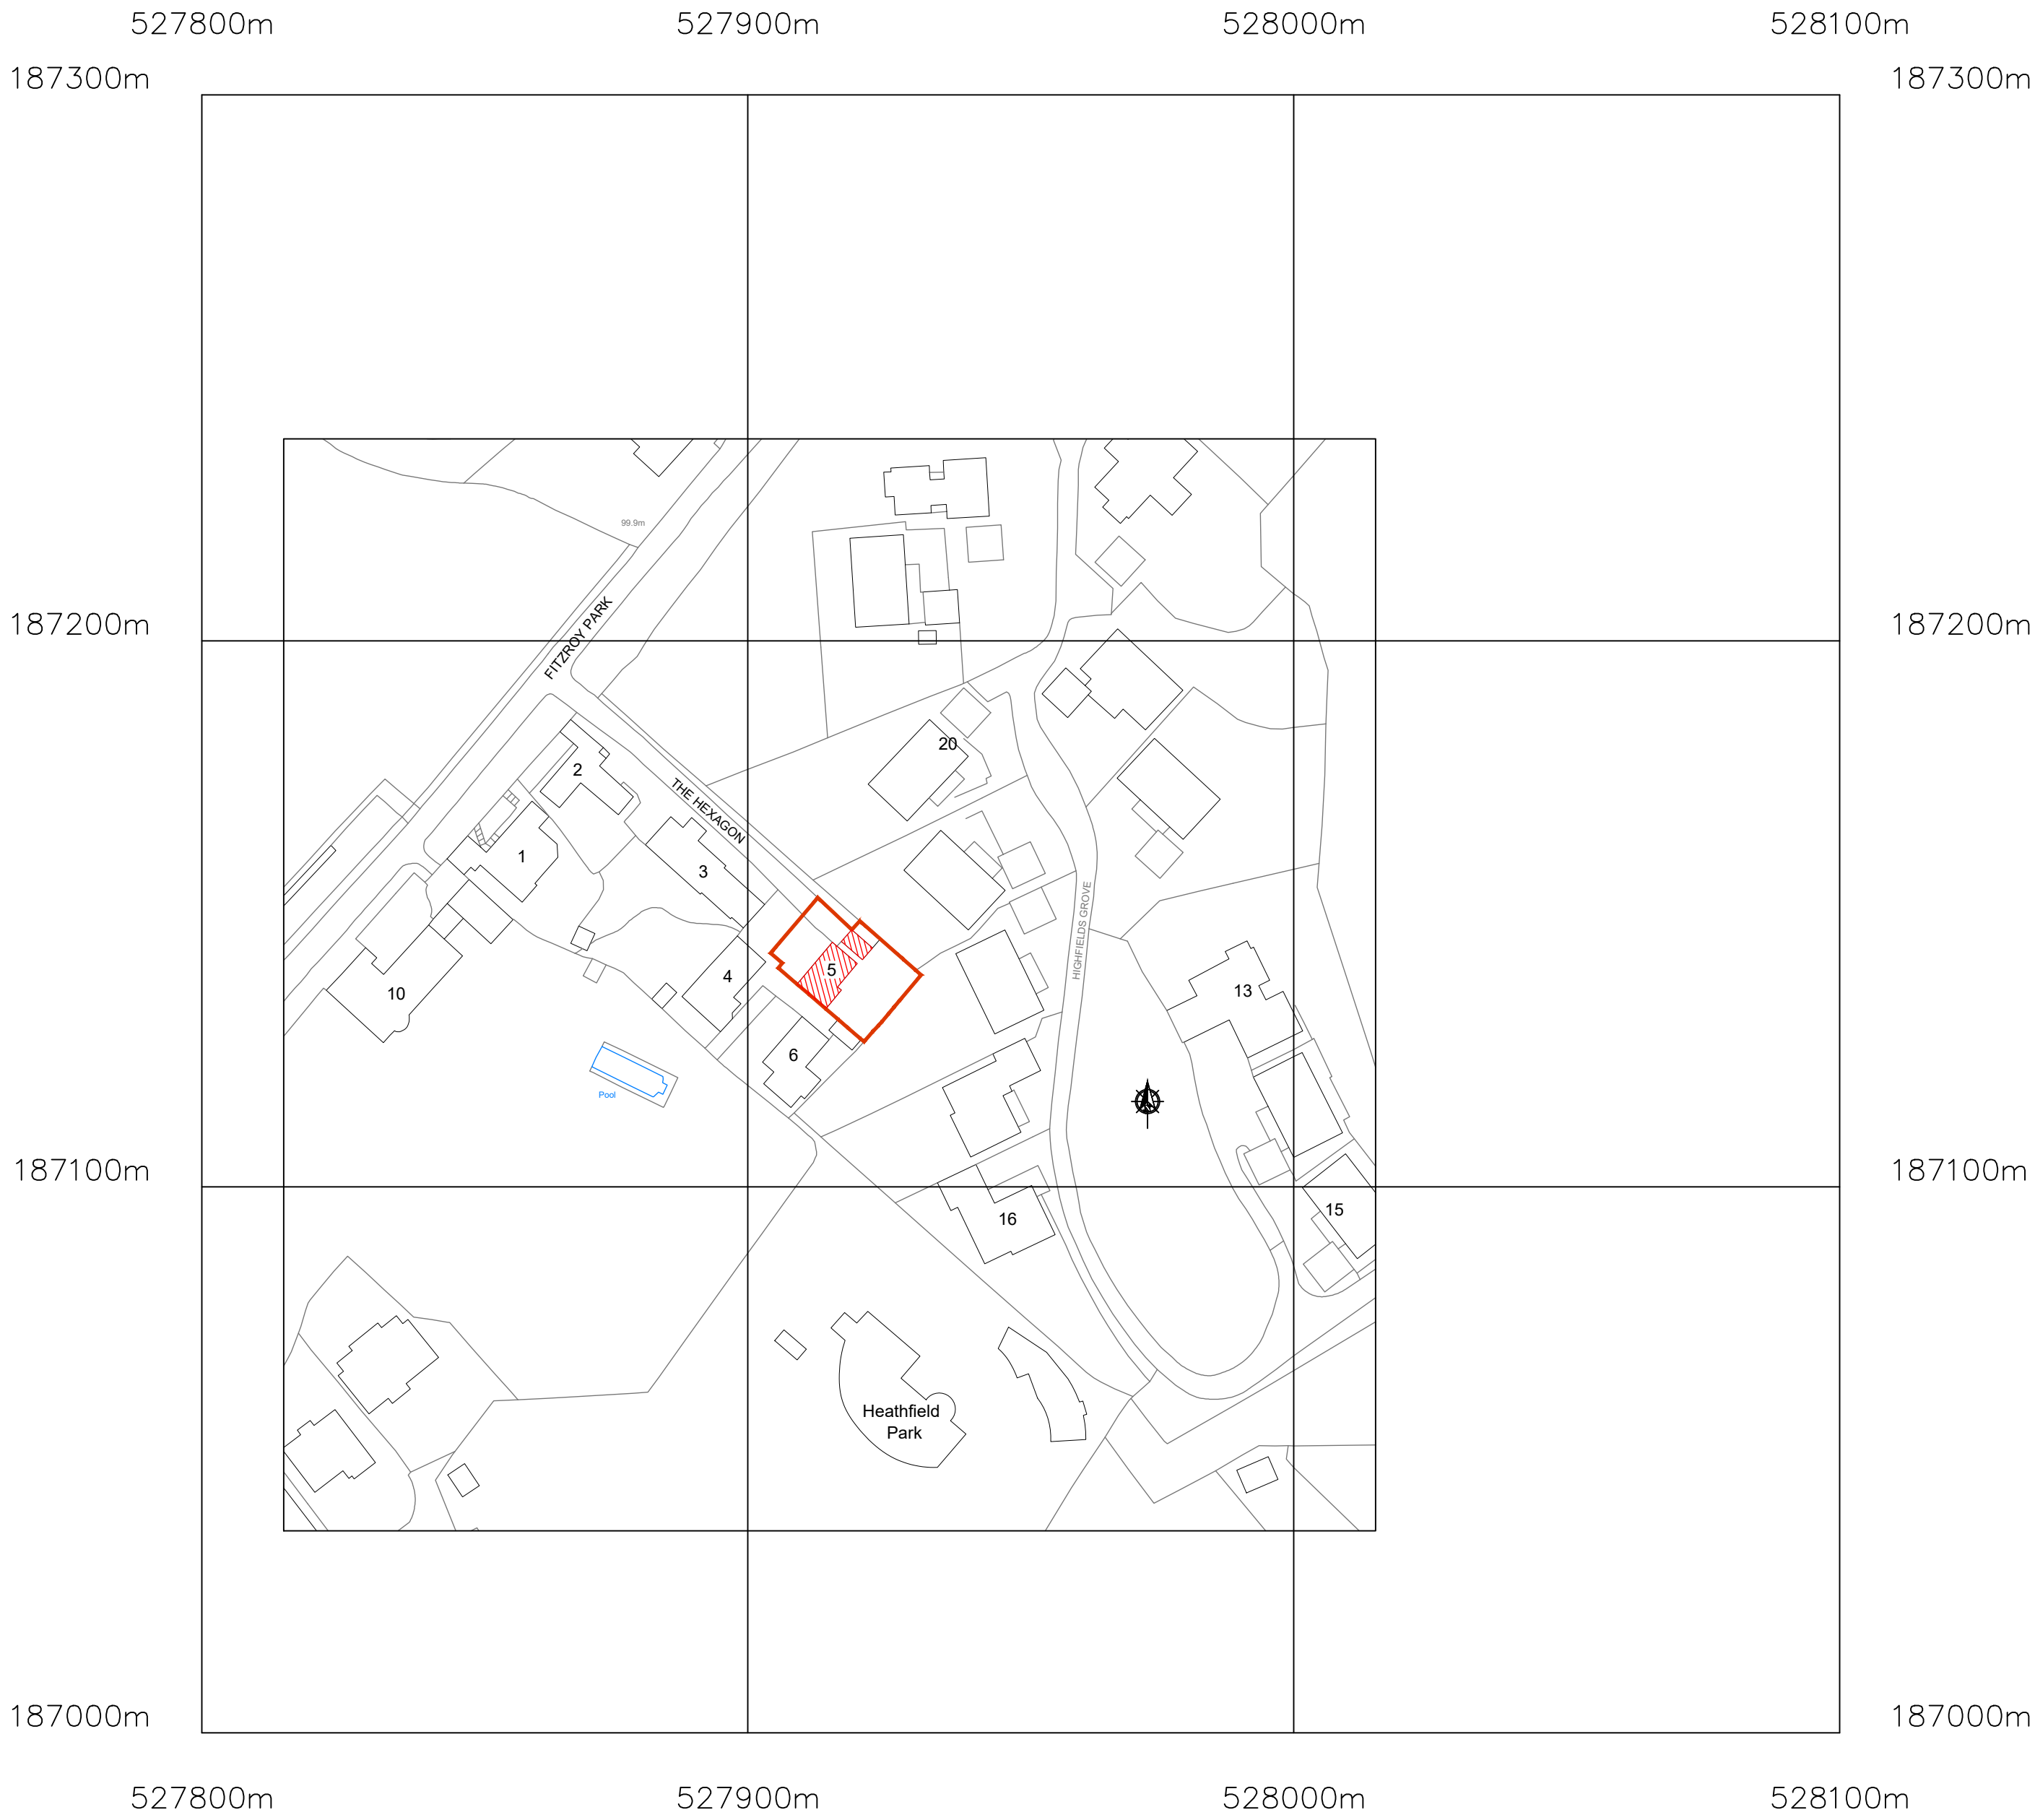 527800m 527900m 528000m 528100m
187300m 187300m
99.9m
FITZROY PARK
187200m 187200m
20
2
THE HEXAGON
1
3
HIGHFIELDS GROVE
5
4
10
13
6
Pool
187100m 187100m
15
16
Heathfield
Park
187000m 187000m
527800m 527900m 528000m 528100m